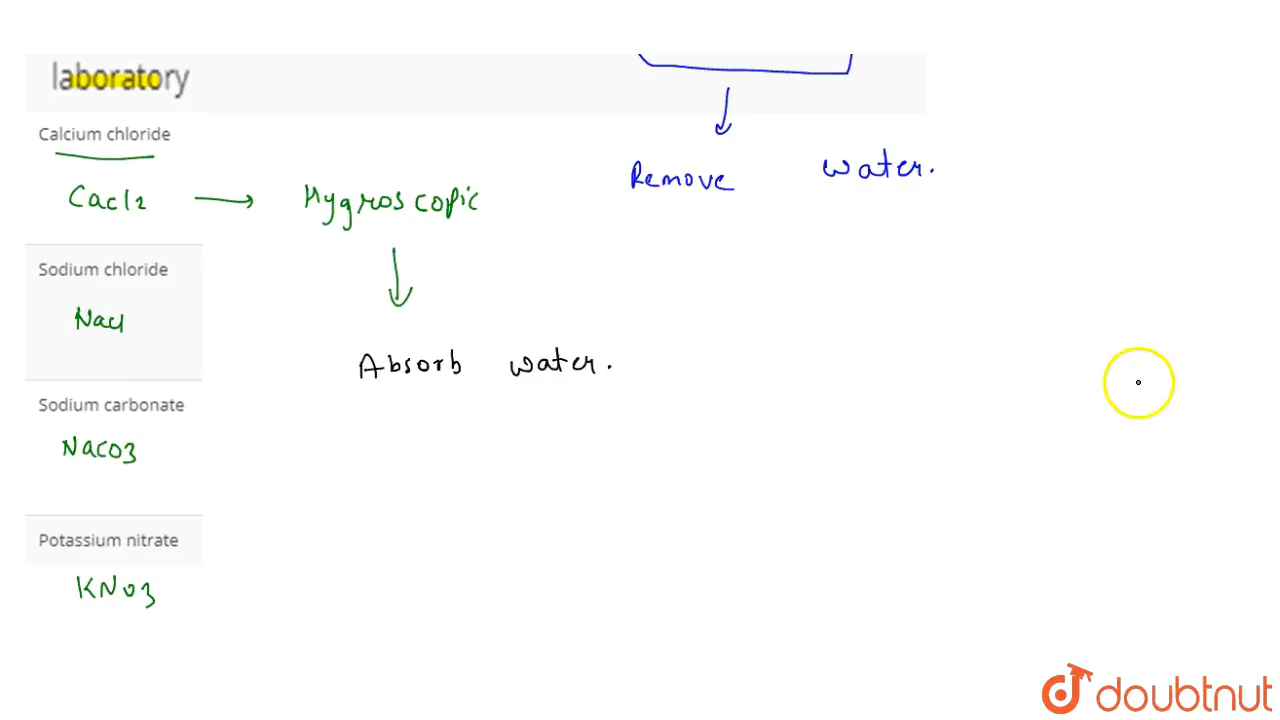 laboratory
Calcium chloride
Remove water.
CaCl2 → Hygroscopic
Sodium chloride
NaCl
Absorb water.
Sodium carbonate
NaCO3
Potassium nitrate
KNO3
doubtnut